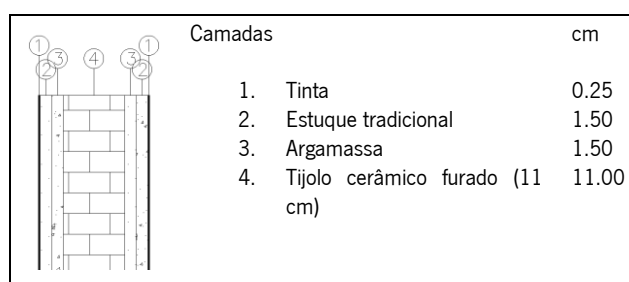 Camadas cm
1 3 4 3 1
2 2
1. Tinta 0.25
2. Estuque tradicional 1.50
3. Argamassa 1.50
4. Tijolo cerâmico furado (11 11.00
cm)